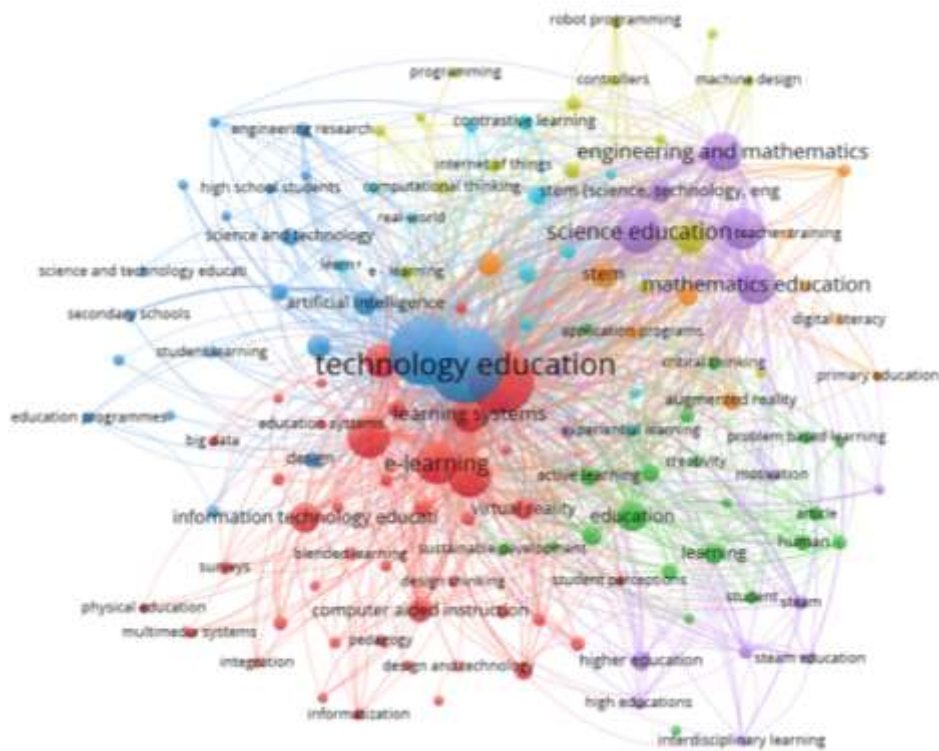 robot programming
programming
controllers
machine design
engineering research
contrastive learning
internet of things
engineering and mathematics
high school students
computational thinking
stem (science, technology, eng
real-world
science and technology
science education
teacher training
science and technology educati
e - learning
stem
mathematics education
artificial intelligence
secondary schools
application programs
digital literacy
student learning
technology education
critical thinking
primary education
augmented reality
education programmes
learning systems
education systems
experiential learning
problem based learning
big data
design
e-learning
active learning
creativity
motivation
information technology educati
virtual reality
education
article
blended learning
sustainable development
learning
human
surveys
design thinking
student perceptions
student
steam
physical education
computer aided instruction
multimedia systems
pedagogy
integration
design and technology
higher education
steam education
high educations
informatization
interdisciplinary learning